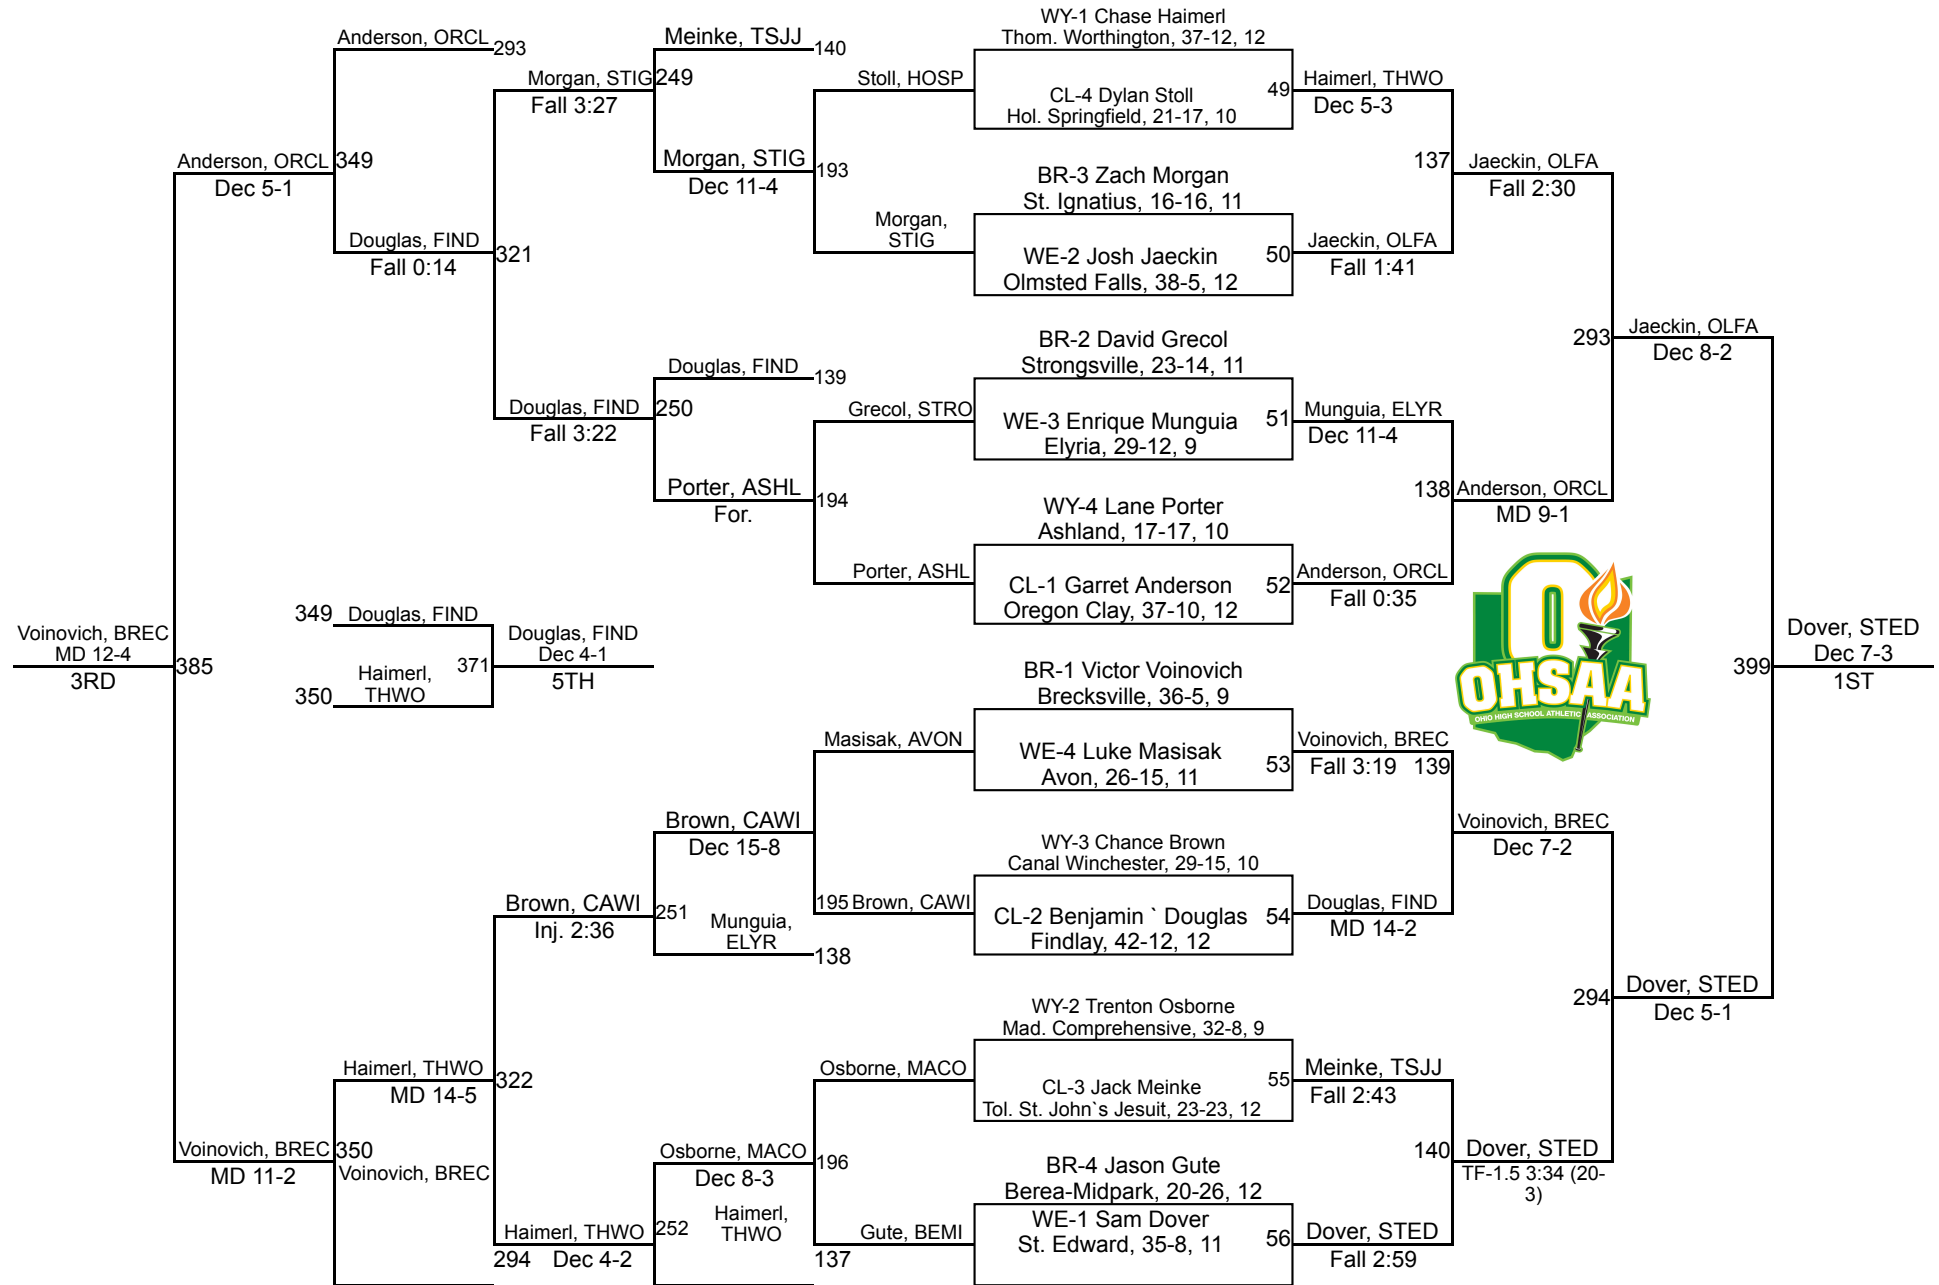 WY-1 Chase Haimerl
Thom. Worthington, 37-12, 12
Anderson, ORCL
293
Meinke, TSJJ
140
Morgan, STIG
249
Fall 3:27
Stoll, HOSP
CL-4 Dylan Stoll
Hol. Springfield, 21-17, 10
49
Haimerl, THWO
Dec 5-3
Anderson, ORCL
349
Dec 5-1
Morgan, STIG
Dec 11-4
193
BR-3 Zach Morgan
St. Ignatius, 16-16, 11
137
Jaeckin, OLFA
Fall 2:30
Douglas, FIND
Fall 0:14
321
Morgan,
STIG
WE-2 Josh Jaeckin
Olmsted Falls, 38-5, 12
50
Jaeckin, OLFA
Fall 1:41
BR-2 David Grecol
Strongsville, 23-14, 11
293
Jaeckin, OLFA
Dec 8-2
Douglas, FIND
139
Douglas, FIND
250
Fall 3:22
Grecol, STRO
WE-3 Enrique Munguia
Elyria, 29-12, 9
51
Munguia, ELYR
Dec 11-4
Porter, ASHL
For.
194
WY-4 Lane Porter
Ashland, 17-17, 10
138
Anderson, ORCL
MD 9-1
Porter, ASHL
CL-1 Garret Anderson
Oregon Clay, 37-10, 12
52
Anderson, ORCL
Fall 0:35
O
OHSAA
OHIO HIGH SCHOOL ATHLETIC ASSOCIATION
349
Douglas, FIND
Voinovich, BREC
MD 12-4
3RD
385
Haimerl,
THWO
350
371
Douglas, FIND
Dec 4-1
5TH
BR-1 Victor Voinovich
Brecksville, 36-5, 9
399
Dover, STED
Dec 7-3
1ST
Masisak, AVON
WE-4 Luke Masisak
Avon, 26-15, 11
53
Voinovich, BREC
Fall 3:19
139
Brown, CAWI
Dec 15-8
WY-3 Chance Brown
Canal Winchester, 29-15, 10
Voinovich, BREC
Dec 7-2
Brown, CAWI
Inj. 2:36
251
Munguia,
ELYR
138
195
Brown, CAWI
CL-2 Benjamin ` Douglas
Findlay, 42-12, 12
54
Douglas, FIND
MD 14-2
WY-2 Trenton Osborne
Mad. Comprehensive, 32-8, 9
294
Dover, STED
Dec 5-1
Haimerl, THWO
MD 14-5
322
Osborne, MACO
CL-3 Jack Meinke
Tol. St. John`s Jesuit, 23-23, 12
55
Meinke, TSJJ
Fall 2:43
Voinovich, BREC
350
MD 11-2
Voinovich, BREC
Osborne, MACO
Dec 8-3
196
BR-4 Jason Gute
Berea-Midpark, 20-26, 12
140
Dover, STED
TF-1.5 3:34 (20-
3)
Haimerl, THWO
294
Dec 4-2
252
Haimerl,
THWO
137
Gute, BEMI
WE-1 Sam Dover
St. Edward, 35-8, 11
56
Dover, STED
Fall 2:59